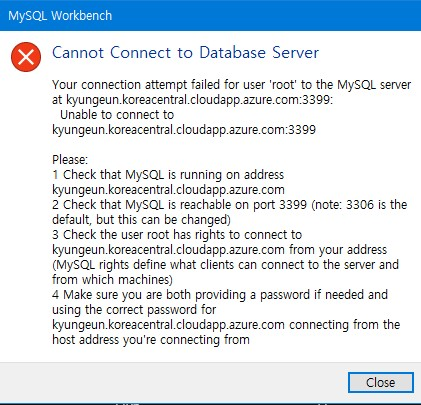 MySQL Workbench
Cannot Connect to Database Server
Your connection attempt failed for user 'root' to the MySQL server
at kyungeun.koreacentral.cloudapp.azure.com:3399:
Unable to connect to
kyungeun.koreacentral.cloudapp.azure.com:3399
Please:
1 Check that MySQL is running on address
kyungeun.koreacentral.cloudapp.azure.com
2 Check that MySQL is reachable on port 3399 (note: 3306 is the
default, but this can be changed)
3 Check the user root has rights to connect to
kyungeun.koreacentral.cloudapp.azure.com from your address
(MySQL rights define what clients can connect to the server and
from which machines)
4 Make sure you are both providing a password if needed and
using the correct password for
kyungeun.koreacentral.cloudapp.azure.com connecting from the
host address you're connecting from
Close